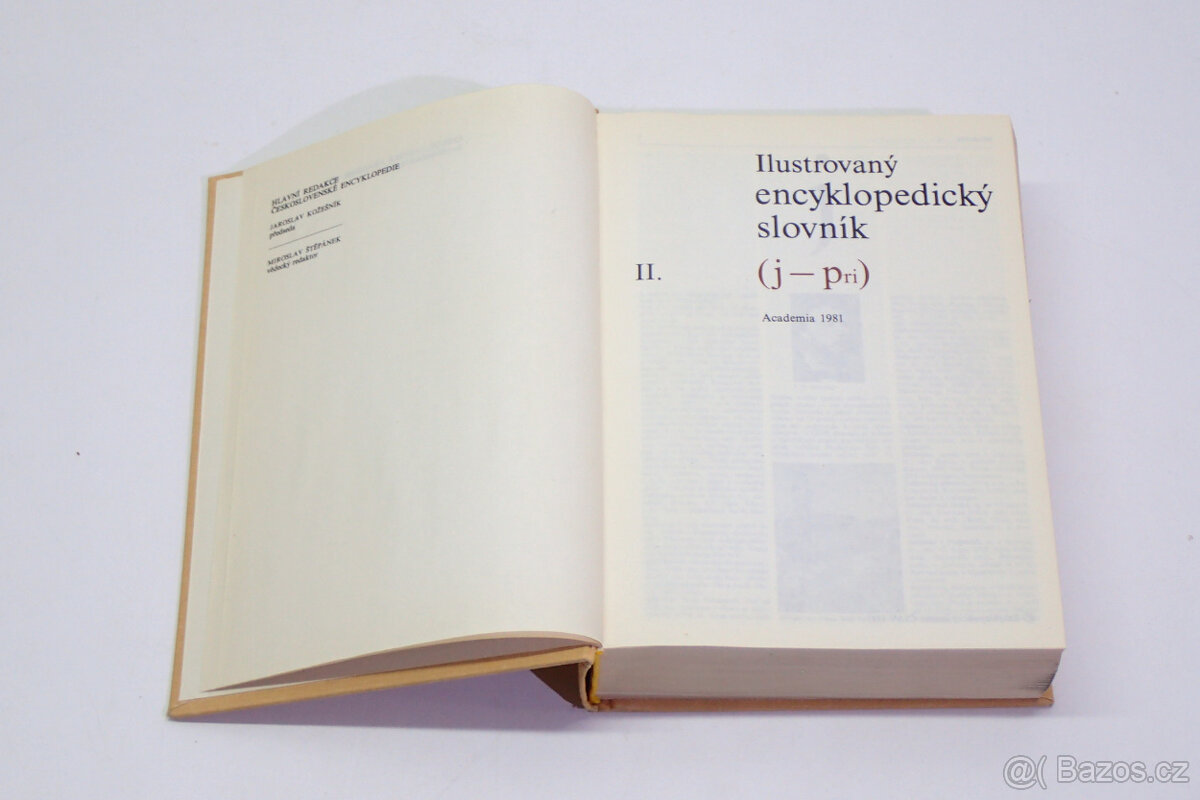 HLAVNÍ REDAKCE
ČESKOSLOVENSKÉ ENCYKLOPEDIE
JAROSLAV KOŽEŠNÍK
předseda
MIROSLAV ŠTĚPÁNEK
vědecký redaktor
Ilustrovaný
encyklopedický
slovník
II. (j – pri)
Academia 1981
@( Bazos.cz